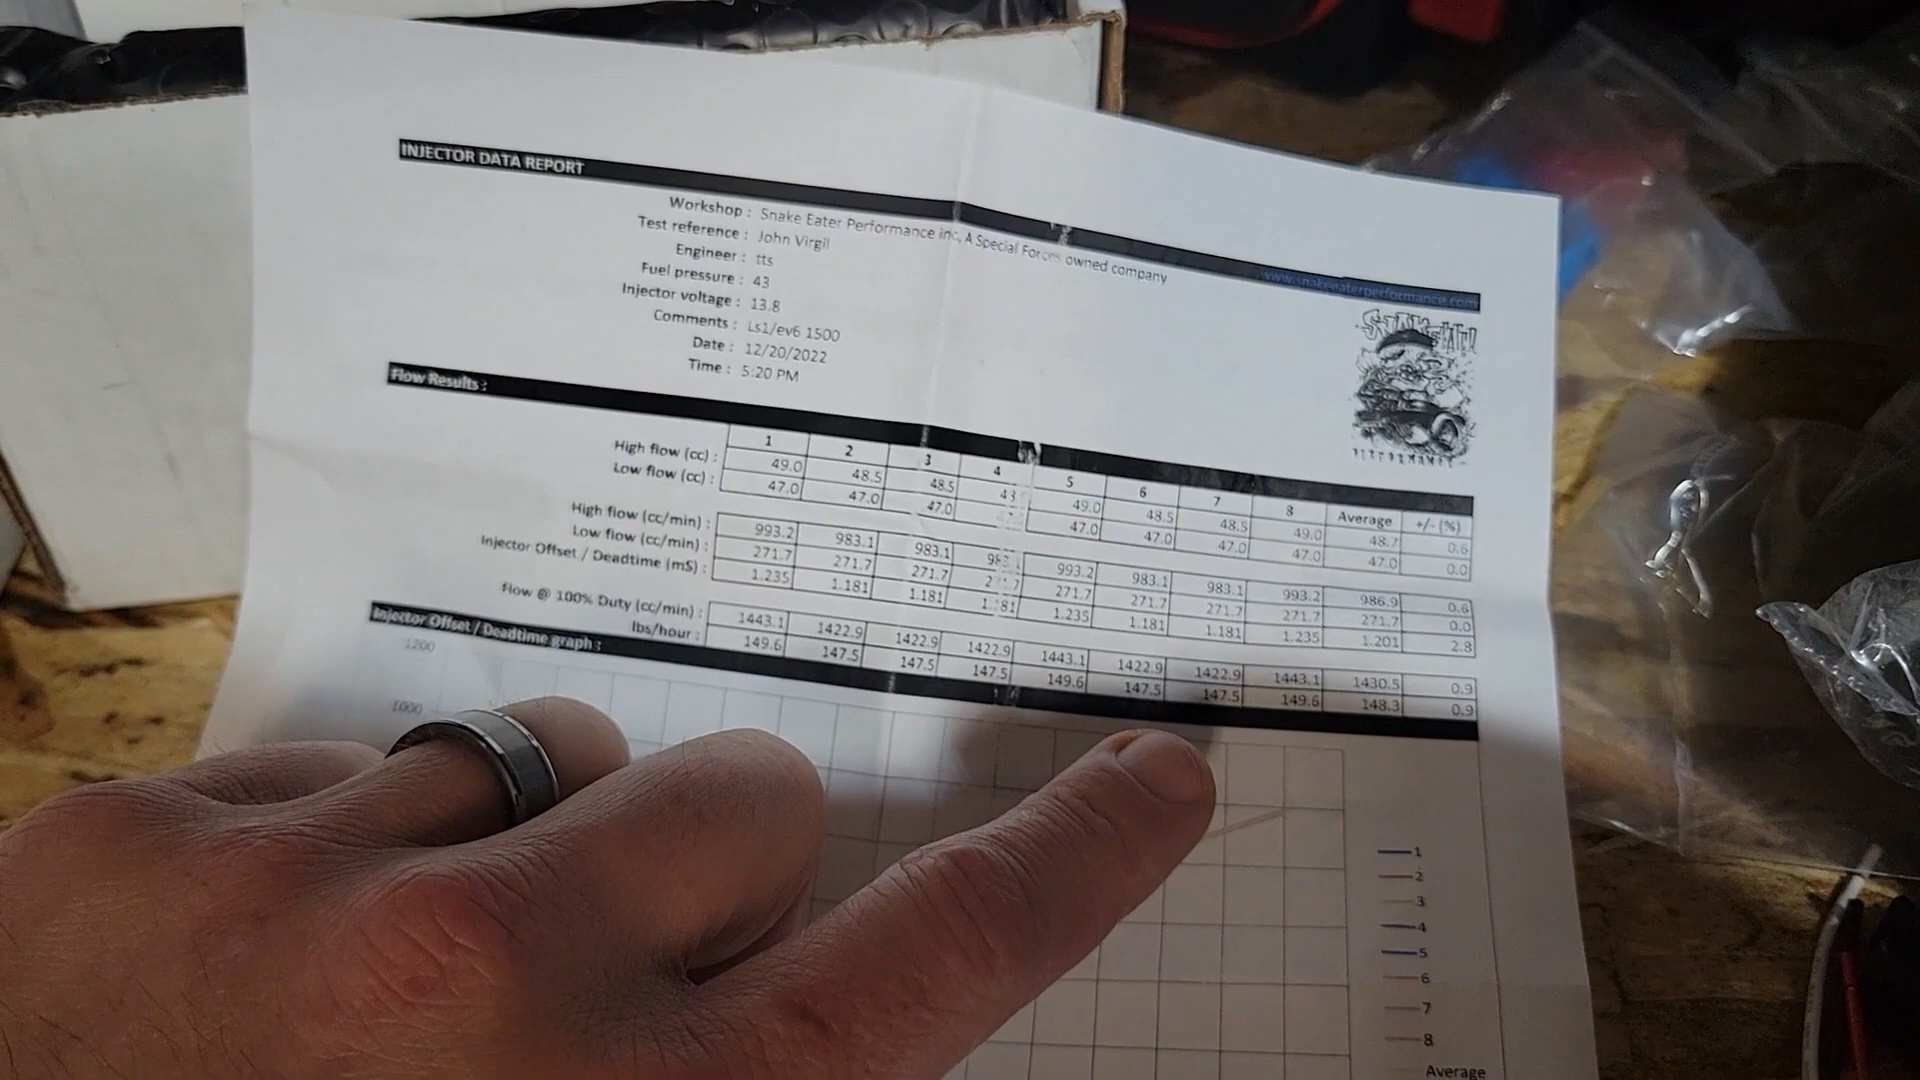 INJECTOR DATA REPORT
www.snakeeaterperformance.com
Workshop : Snake Eater Performance inc, A Special Forces owned company
Test reference : John Virgil
Engineer : tts
Fuel pressure : 43
Injector voltage : 13.8
Comments : Ls1/ev6 1500
Date : 12/20/2022
Time : 5:20 PM
Flow Results :
1 2 3 4 5 6 7 8 Average +/- (%)
High flow (cc) : 49.0 48.5 48.5 49.0 48.5 48.5 49.0 48.7 0.6
Low flow (cc) : 47.0 47.0 47.0 47.0 47.0 47.0 47.0 47.0 0.0
High flow (cc/min) : 993.2 983.1 983.1 993.2 983.1 983.1 993.2 986.9 0.6
Low flow (cc/min) : 271.7 271.7 271.7 271.7 271.7 271.7 271.7 271.7 0.0
Injector Offset / Deadtime (mS) : 1.235 1.181 1.181 1.181 1.235 1.181 1.181 1.235 1.201 2.8
Flow @ 100% Duty (cc/min) : 1443.1 1422.9 1422.9 1422.9 1443.1 1422.9 1422.9 1443.1 1430.5 0.9
lbs/hour : 149.6 147.5 147.5 147.5 149.6 147.5 147.5 149.6 148.3 0.9
Injector Offset / Deadtime graph :
1200
1000
1
2
3
4
5
6
7
8
Average